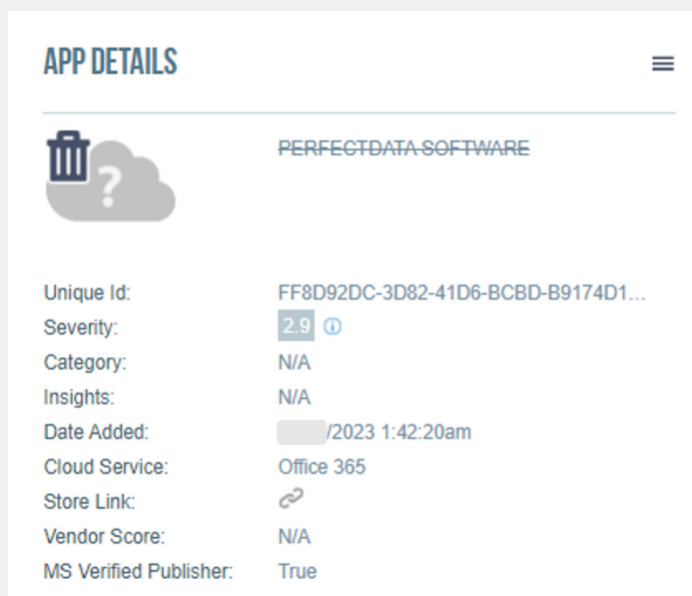 APP DETAILS
PERFECTDATA SOFTWARE
?
Unique Id: FF8D92DC-3D82-41D6-BCBD-B9174D1...
Severity: 2.9
Category: N/A
Insights: N/A
Date Added: /2023 1:42:20am
Cloud Service: Office 365
Store Link:
Vendor Score: N/A
MS Verified Publisher: True